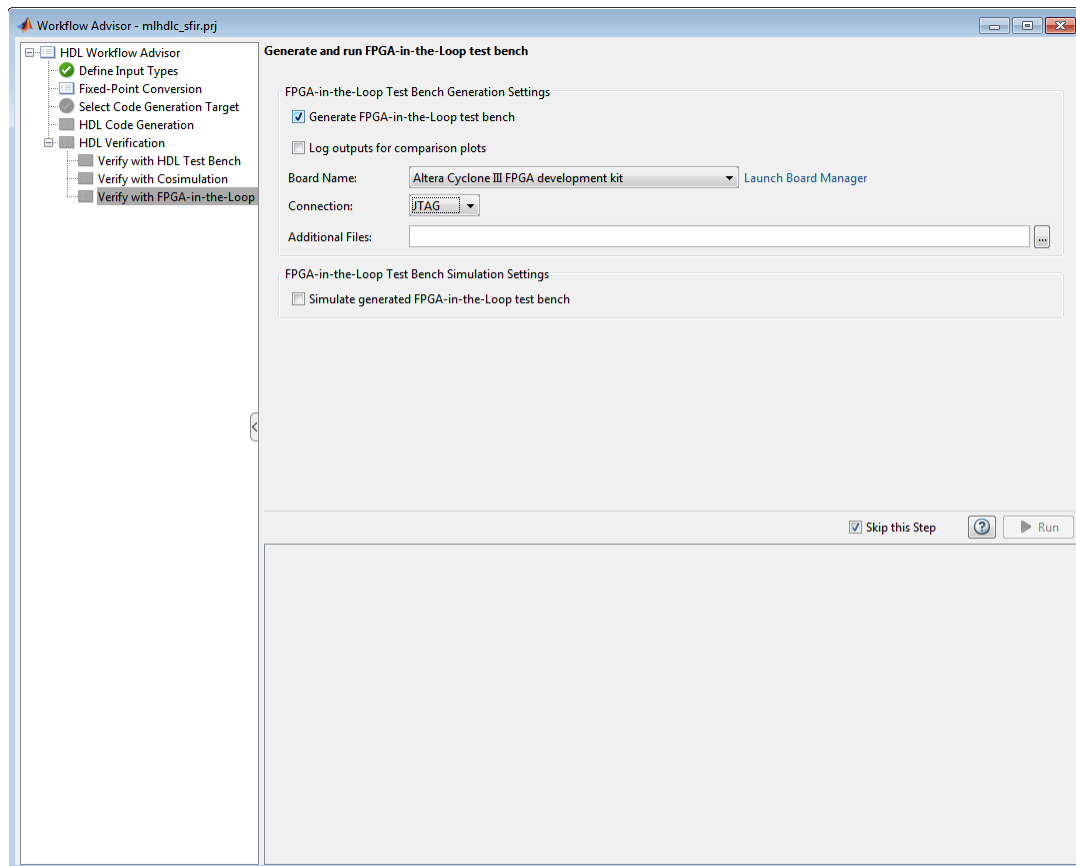 Workflow Advisor - mlhdlc_sfir.prj
HDL Workflow Advisor
Define Input Types
Fixed-Point Conversion
Select Code Generation Target
HDL Code Generation
HDL Verification
Verify with HDL Test Bench
Verify with Cosimulation
Verify with FPGA-in-the-Loop
Generate and run FPGA-in-the-Loop test bench
FPGA-in-the-Loop Test Bench Generation Settings
Generate FPGA-in-the-Loop test bench
Log outputs for comparison plots
Board Name: Altera Cyclone III FPGA development kit Launch Board Manager
Connection: JTAG
Additional Files: ...
FPGA-in-the-Loop Test Bench Simulation Settings
Simulate generated FPGA-in-the-Loop test bench
Skip this Step ? Run